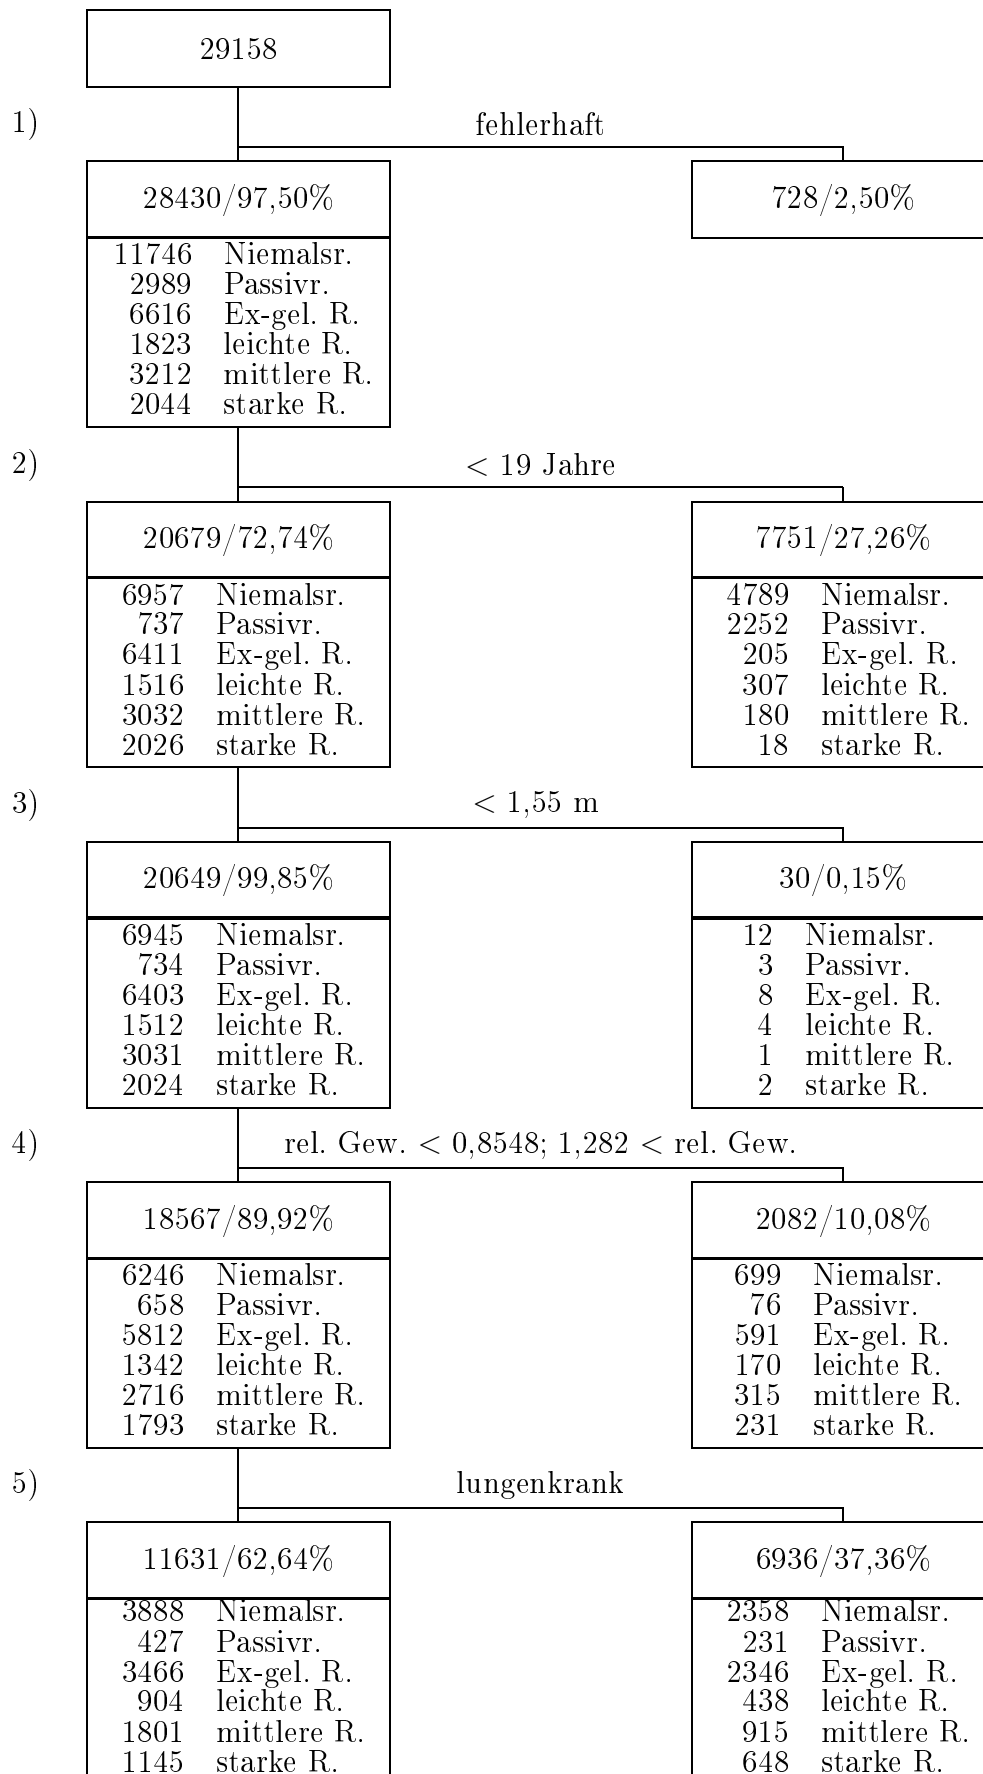 29158
1) fehlerhaft
28430/97,50% 728/2,50%
11746 Niemalsr.
2989 Passivr.
6616 Ex-gel. R.
1823 leichte R.
3212 mittlere R.
2044 starke R.
2) < 19 Jahre
20679/72,74% 7751/27,26%
6957 Niemalsr. 4789 Niemalsr.
737 Passivr. 2252 Passivr.
6411 Ex-gel. R. 205 Ex-gel. R.
1516 leichte R. 307 leichte R.
3032 mittlere R. 180 mittlere R.
2026 starke R. 18 starke R.
3) < 1,55 m
20649/99,85% 30/0,15%
6945 Niemalsr. 12 Niemalsr.
734 Passivr. 3 Passivr.
6403 Ex-gel. R. 8 Ex-gel. R.
1512 leichte R. 4 leichte R.
3031 mittlere R. 1 mittlere R.
2024 starke R. 2 starke R.
4) rel. Gew. < 0,8548; 1,282 < rel. Gew.
18567/89,92% 2082/10,08%
6246 Niemalsr. 699 Niemalsr.
658 Passivr. 76 Passivr.
5812 Ex-gel. R. 591 Ex-gel. R.
1342 leichte R. 170 leichte R.
2716 mittlere R. 315 mittlere R.
1793 starke R. 231 starke R.
5) lungenkrank
11631/62,64% 6936/37,36%
3888 Niemalsr. 2358 Niemalsr.
427 Passivr. 231 Passivr.
3466 Ex-gel. R. 2346 Ex-gel. R.
904 leichte R. 438 leichte R.
1801 mittlere R. 915 mittlere R.
1145 starke R. 648 starke R.